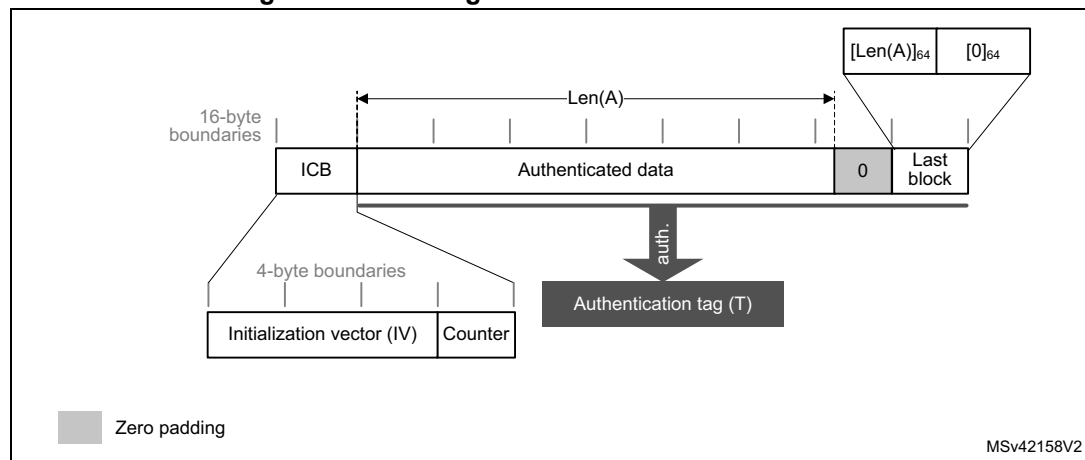 [Len(A)]64 [0]64
Len(A)
16-byte
boundaries
ICB Authenticated data 0 Last
block
auth.
4-byte boundaries
Authentication tag (T)
Initialization vector (IV) Counter
Zero padding
MSv42158V2